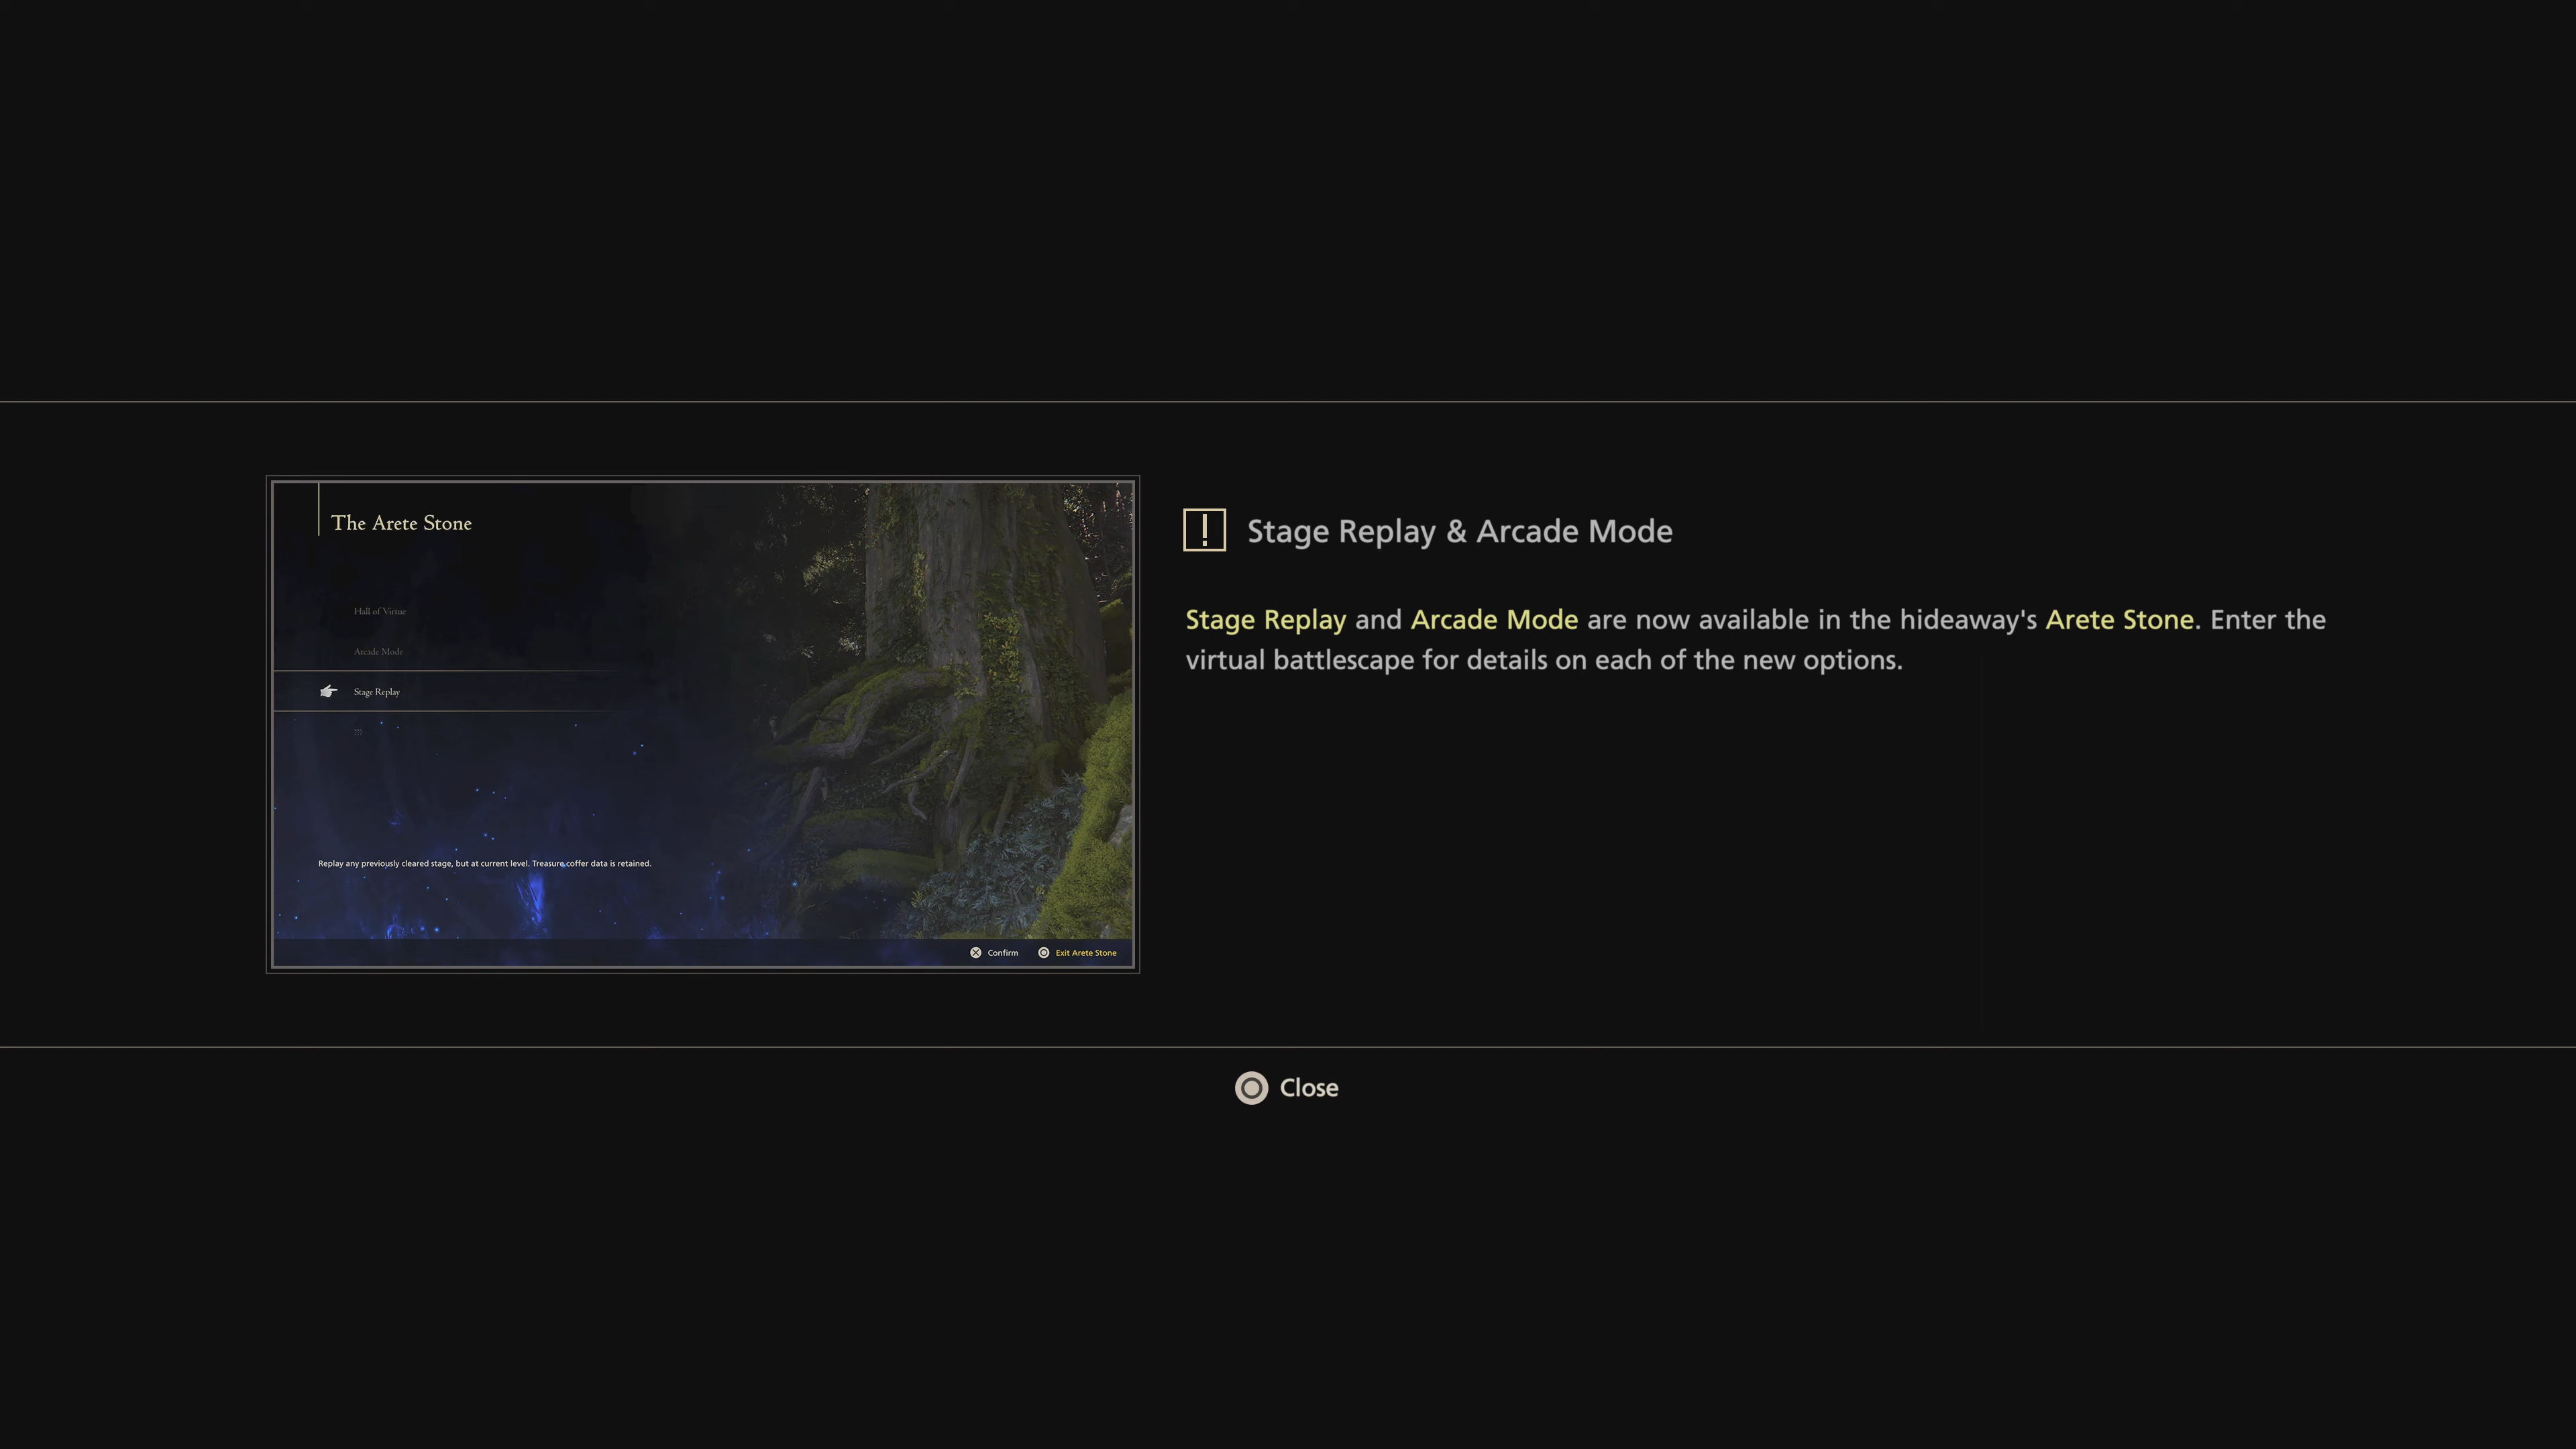 The Arete Stone
Hall of Virtue
Arcade Mode
Stage Replay
???
Replay any previously cleared stage, but at current level. Treasure coffer data is retained.
Confirm
Exit Arete Stone
Stage Replay & Arcade Mode
Stage Replay and Arcade Mode are now available in the hideaway's Arete Stone. Enter the
virtual battlescape for details on each of the new options.
Close